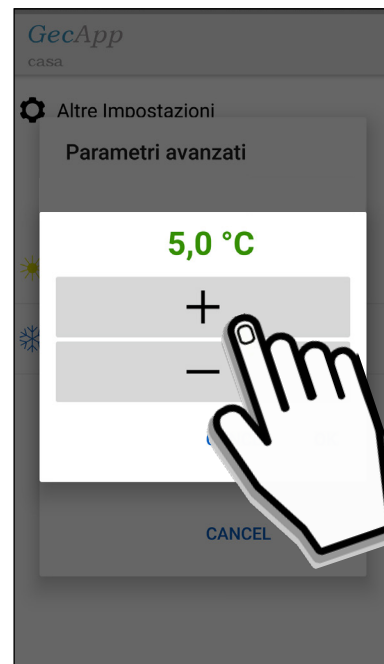 GecApp
casa
Altre Impostazioni
Parametri avanzati
5,0 °C
+
−
CANCEL